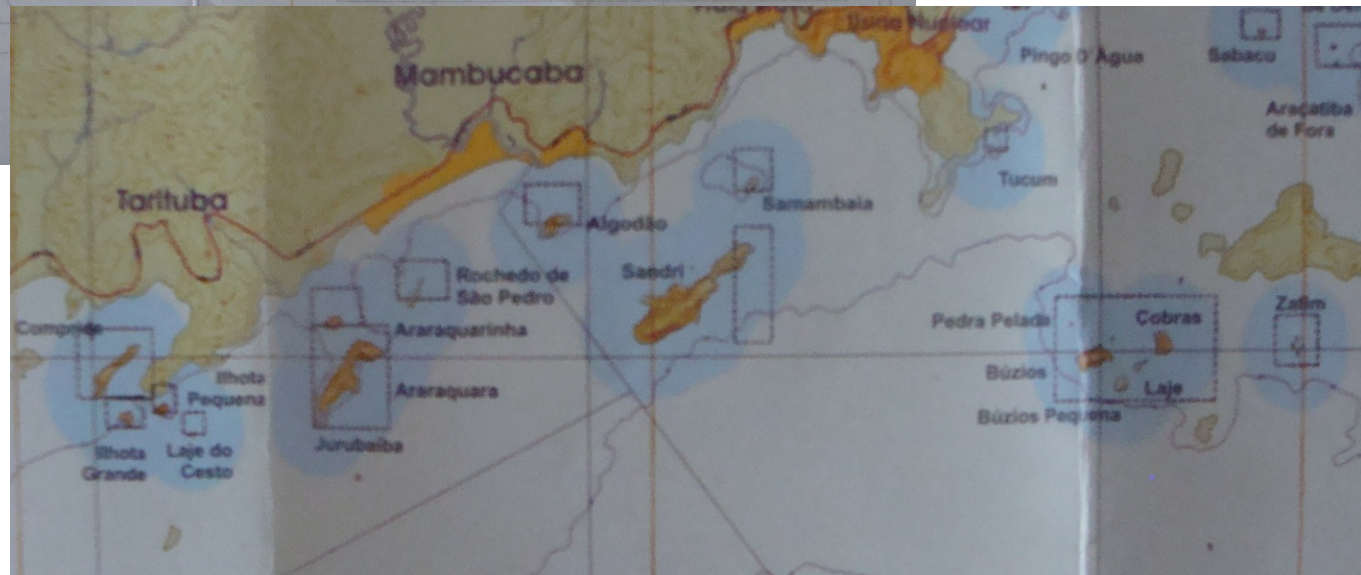 Usina Nuclear
Pingo D'Água
Sabacu
Mambucaba
Araçatiba
de Fora
Tucum
Tarituba
Samambaia
Algodão
Sandri
Rochedo de
São Pedro
Comprida
Araraquarinha
Pedra Pelada
Cobras
Zatim
Ilhota
Pequena
Araraquara
Búzios
Laje
Búzios Pequena
Jurubaíba
Ilhota
Grande
Laje do
Cesto